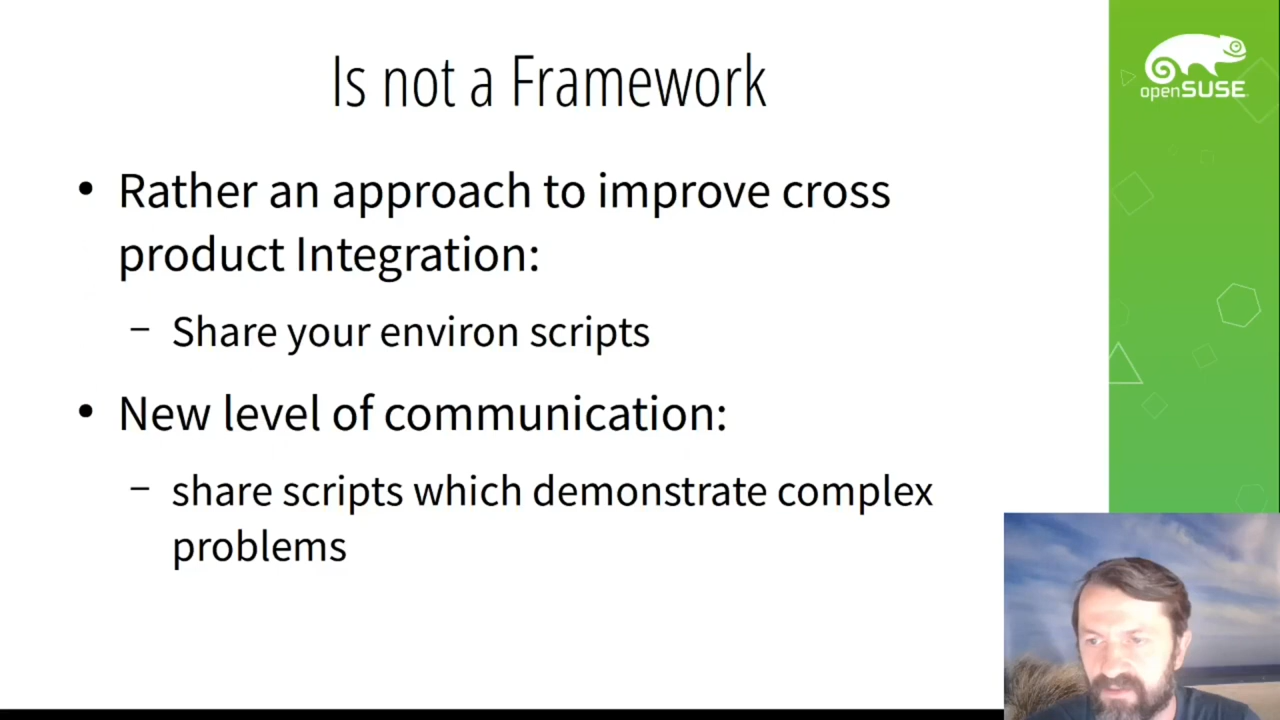 Is not a Framework
openSUSE
• Rather an approach to improve cross
product Integration:
– Share your environ scripts
• New level of communication:
– share scripts which demonstrate complex
problems